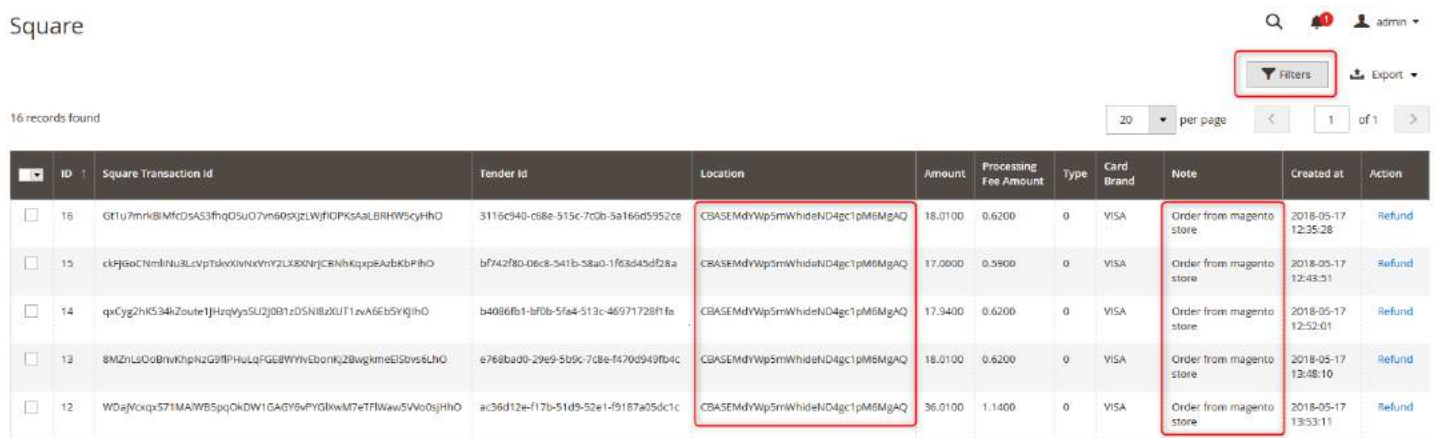 Square
1
admin
Filters
Export
16 records found
20 per page 1 of 1
ID ↑ Square Transaction Id Tender Id Location Amount Processing Fee Amount Type Card Brand Note Created at Action
16 3116c940-c68e-515c-7c0b-5a166d5952ce CBASEMdYWp5mWhideND4gc1pM6MgAQ 18.0100 0.6200 0 VISA Order from magento store 2018-05-17 12:35:28 Refund
15 bf742f80-06c8-541b-58a0-1f63d45df28a CBASEMdYWp5mWhideND4gc1pM6MgAQ 17.0000 0.5900 0 VISA Order from magento store 2018-05-17 12:43:51 Refund
14 b4086fb1-bf0b-5fa4-513c-46971728f1fa CBASEMdYWp5mWhideND4gc1pM6MgAQ 17.9400 0.6200 0 VISA Order from magento store 2018-05-17 12:52:01 Refund
13 e768bad0-29e9-5b9c-7c8e-f470d949fb4c CBASEMdYWp5mWhideND4gc1pM6MgAQ 18.0100 0.6200 0 VISA Order from magento store 2018-05-17 13:48:10 Refund
12 ac36d12e-f17b-51d9-52e1-f9187a05dc1c CBASEMdYWp5mWhideND4gc1pM6MgAQ 36.0100 1.1400 0 VISA Order from magento store 2018-05-17 13:53:11 Refund